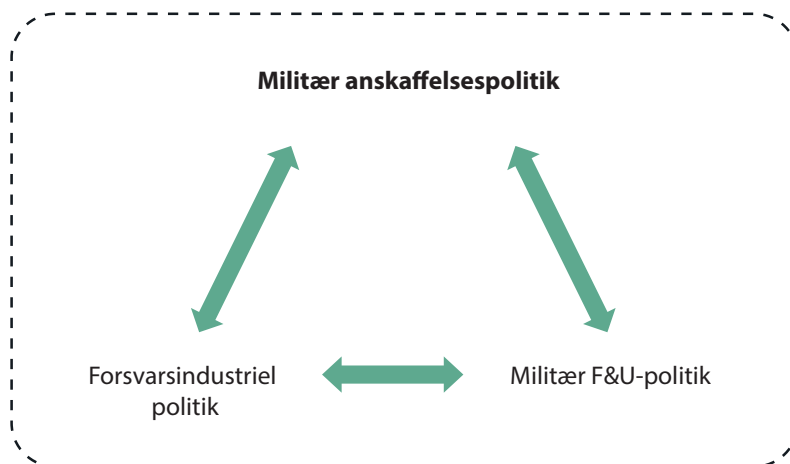 Militær anskaffelsespolitik
Forsvarsindustriel
politik
Militær F&U-politik